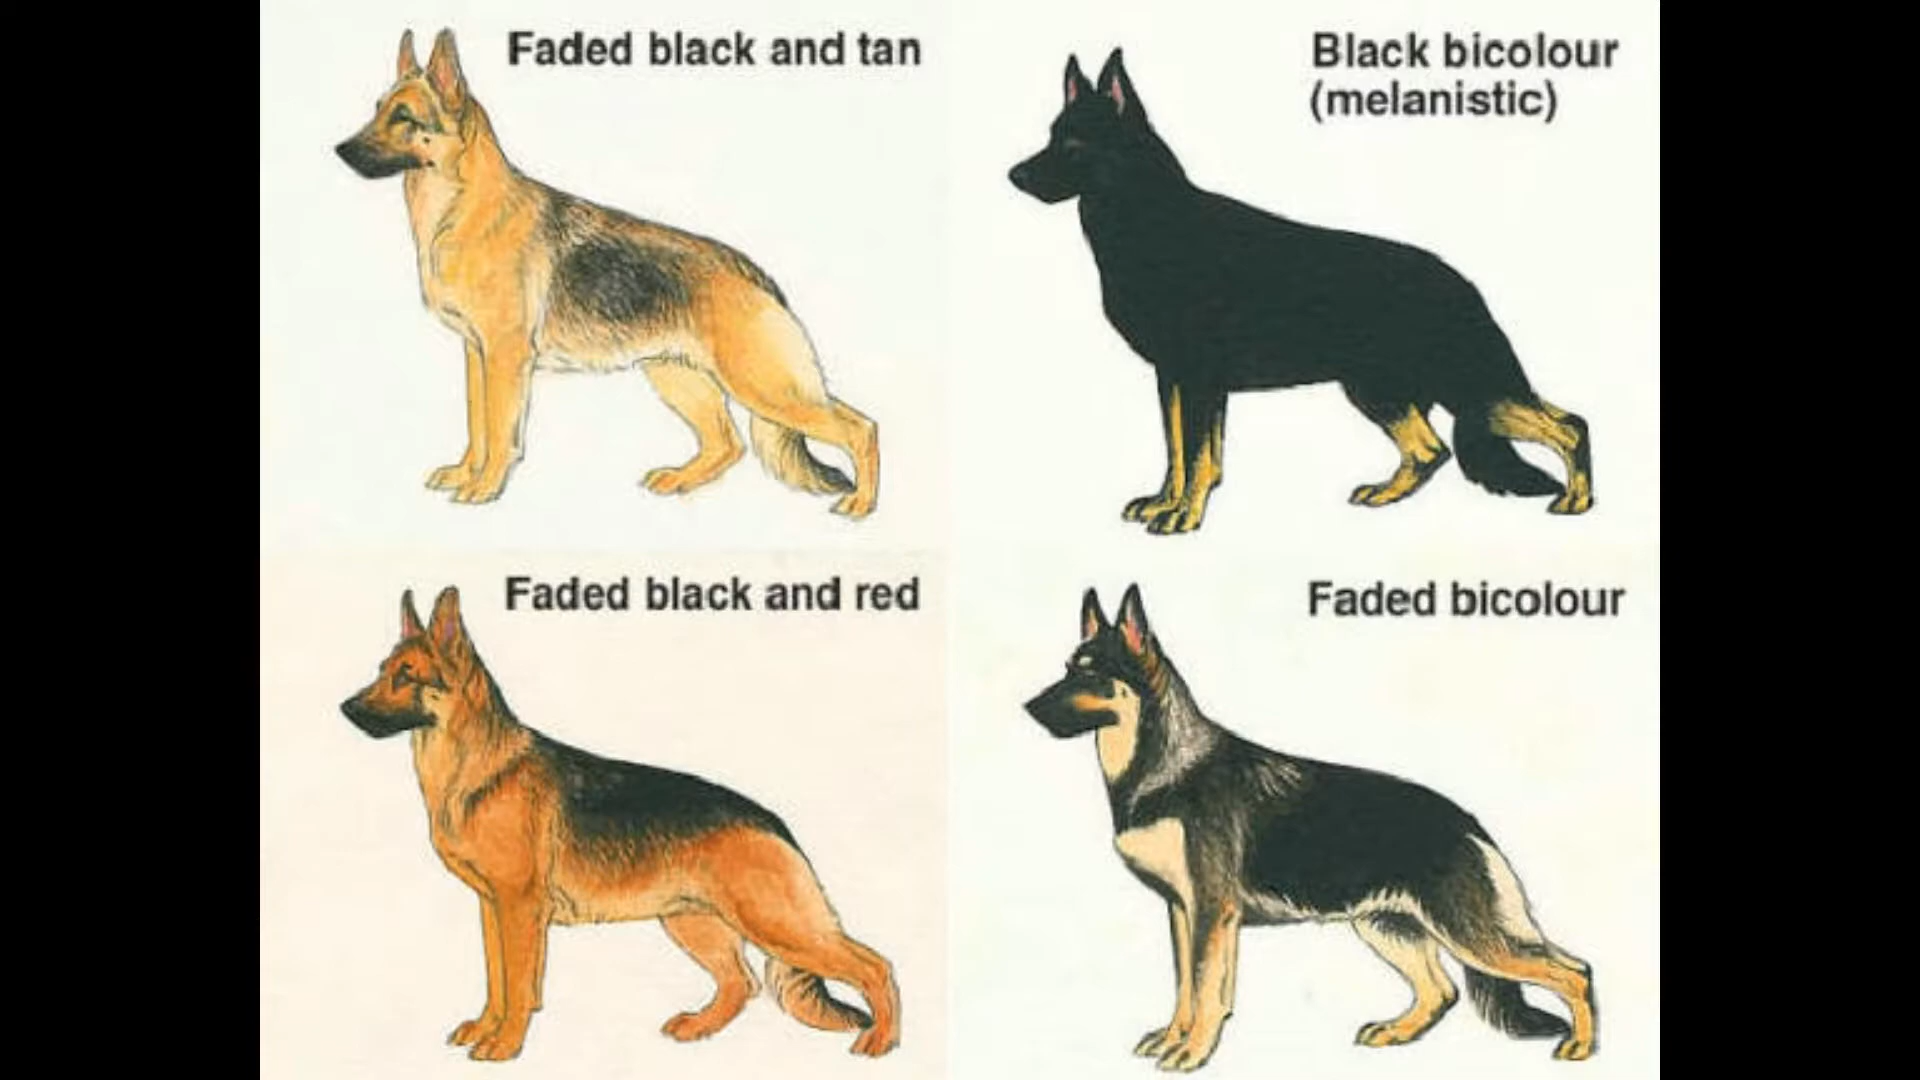 Faded black and tan
Black bicolour
(melanistic)
Faded black and red
Faded bicolour